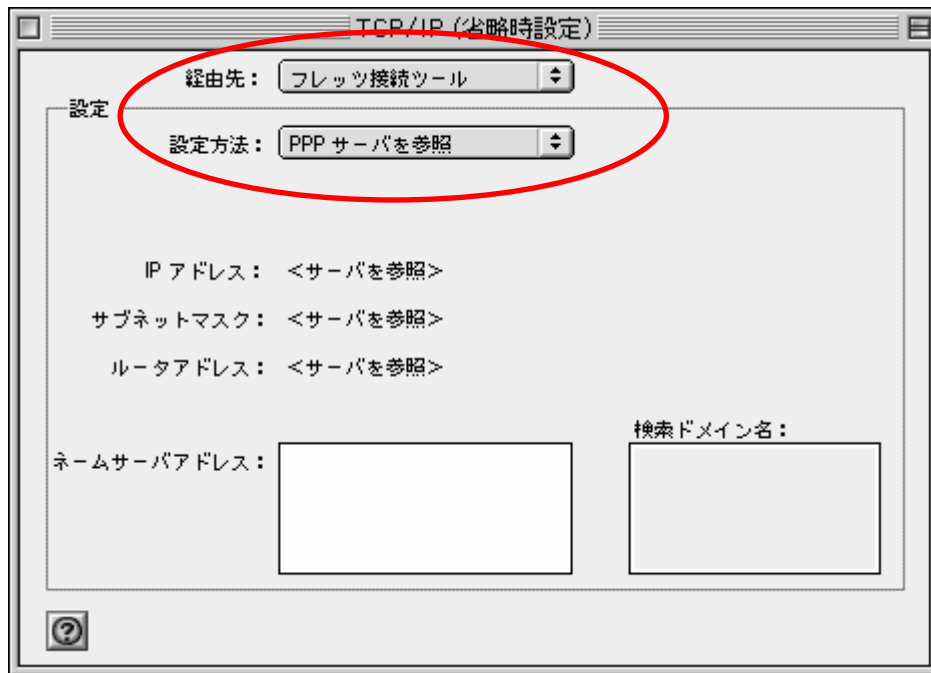 TCP/IP (省略時設定)
経由先： フレッツ接続ツール
設定
設定方法： PPP サーバを参照
IP アドレス： <サーバを参照>
サブネットマスク： <サーバを参照>
ルータアドレス： <サーバを参照>
検索ドメイン名：
ネームサーバアドレス：
?